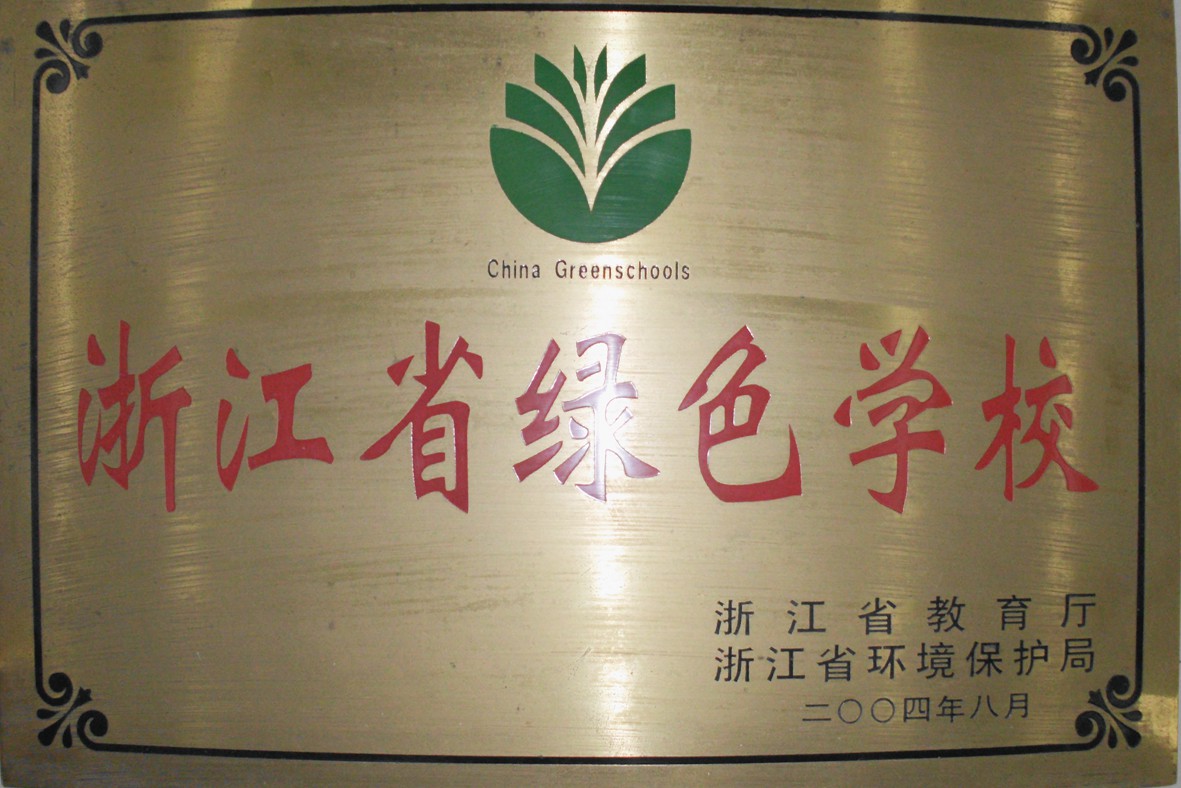 China Greenschools
浙江省绿色学校
浙江省教育厅
浙江省环境保护局
二〇〇四年八月